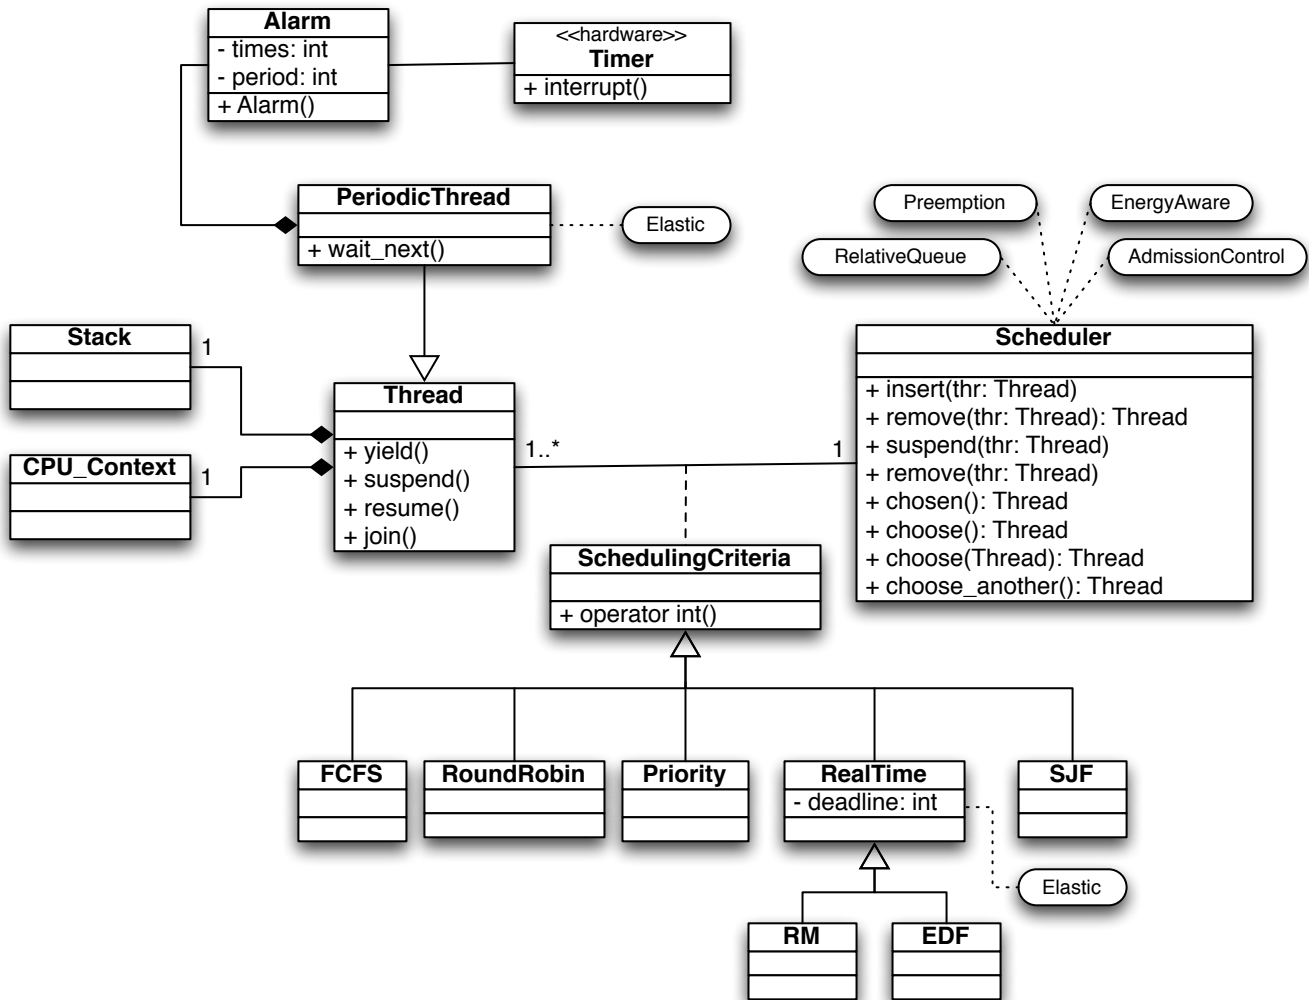 Alarm
- times: int
- period: int
+ Alarm()
<<hardware>>
Timer
+ interrupt()
PeriodicThread
+ wait_next()
Elastic
Preemption
EnergyAware
RelativeQueue
AdmissionControl
Stack
1
CPU_Context
1
Thread
+ yield()
+ suspend()
+ resume()
+ join()
1..*
1
Scheduler
+ insert(thr: Thread)
+ remove(thr: Thread): Thread
+ suspend(thr: Thread)
+ remove(thr: Thread)
+ chosen(): Thread
+ choose(): Thread
+ choose(Thread): Thread
+ choose_another(): Thread
SchedulingCriteria
+ operator int()
FCFS
RoundRobin
Priority
RealTime
- deadline: int
SJF
Elastic
RM
EDF